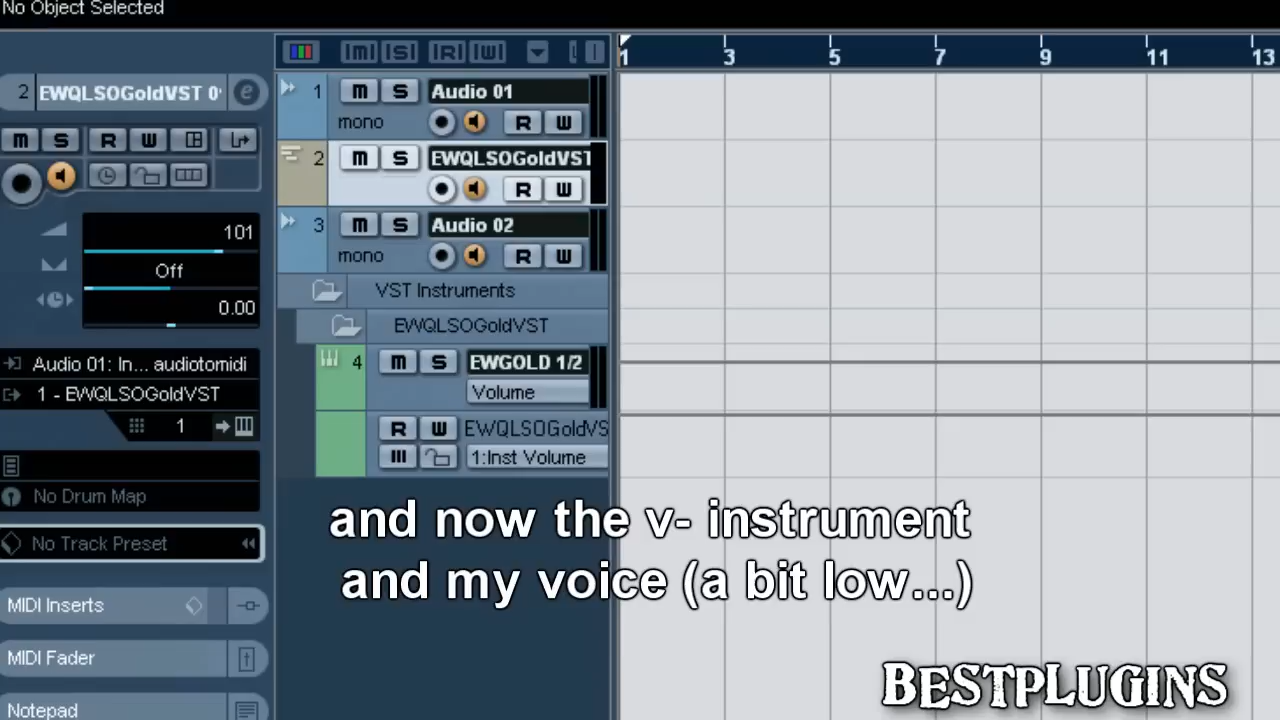 No Object Selected
2 EWQLSOGoldVST 0
M S R W
101
Off
0.00
Audio 01: In... audiotomidi
1 - EWQLSOGoldVST
1
No Drum Map
No Track Preset
MIDI Inserts
MIDI Fader
Notepad
M S R W
1 3 5 7 9 11 13
1 M S Audio 01
mono R W
2 M S EWQLSOGoldVST
R W
3 M S Audio 02
mono R W
VST Instruments
EWQLSOGoldVST
4 M S EWGOLD 1/2
Volume
R W EWQLSOGoldVS
1:Inst Volume
and now the v- instrument
and my voice (a bit low...)
BESTPLUGINS